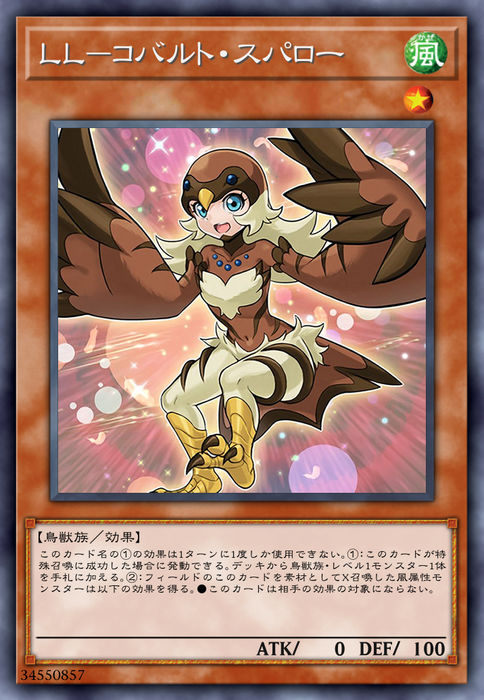 LL－コバルト・スパロー
かぜ
風
【鳥獣族／効果】
このカード名の①の効果は1ターンに1度しか使用できない。①:このカードが特
殊召喚に成功した場合に発動できる。デッキから鳥獣族・レベル1モンスター1体
を手札に加える。②:フィールドのこのカードを素材としてX召喚した風属性モ
ンスターは以下の効果を得る。●このカードは相手の効果の対象にならない。
ATK/ 0 DEF/ 100
34550857